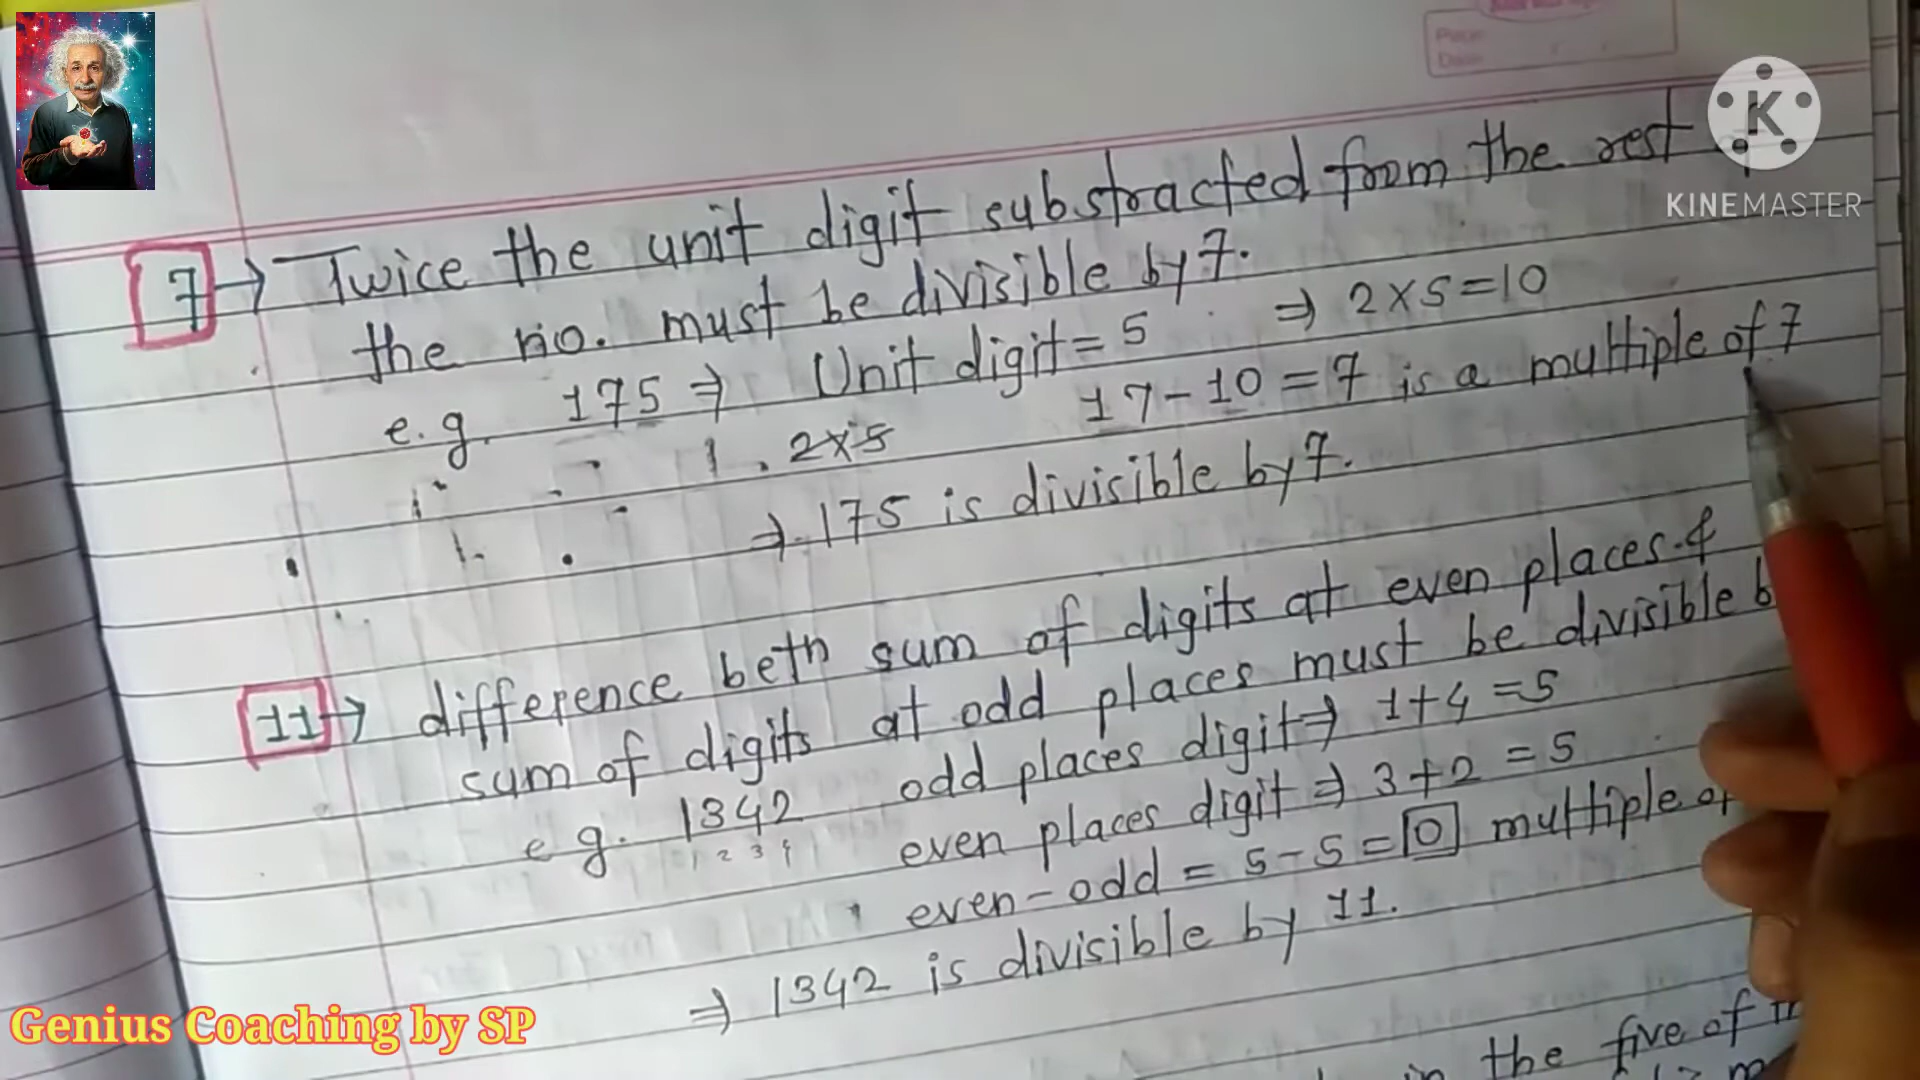 KINEMASTER
7 → Twice the unit digit substracted from the rest
the no. must be divisible by 7.
e.g. 175 ⇒ Unit digit = 5 ⇒ 2×5=10
2×5 17-10=7 is a multiple of 7
⇒ 175 is divisible by 7.
11 → difference betn sum of digits at even places &
sum of digits at odd places must be divisible b
e g. 1342 odd places digit ⇒ 1+4=5
1 2 3 4 even places digit ⇒ 3+2=5
even-odd = 5-5=0 multiple of
⇒ 1342 is divisible by 11.
in the five of
Genius Coaching by SP